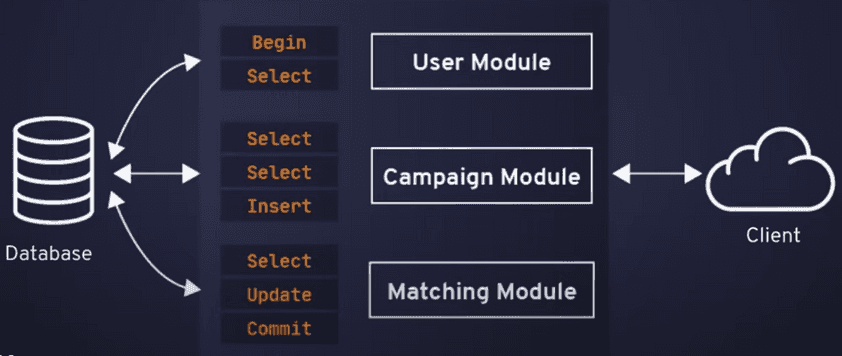 Begin
Select
User Module
Select
Select
Insert
Campaign Module
Select
Update
Commit
Matching Module
Database
Client